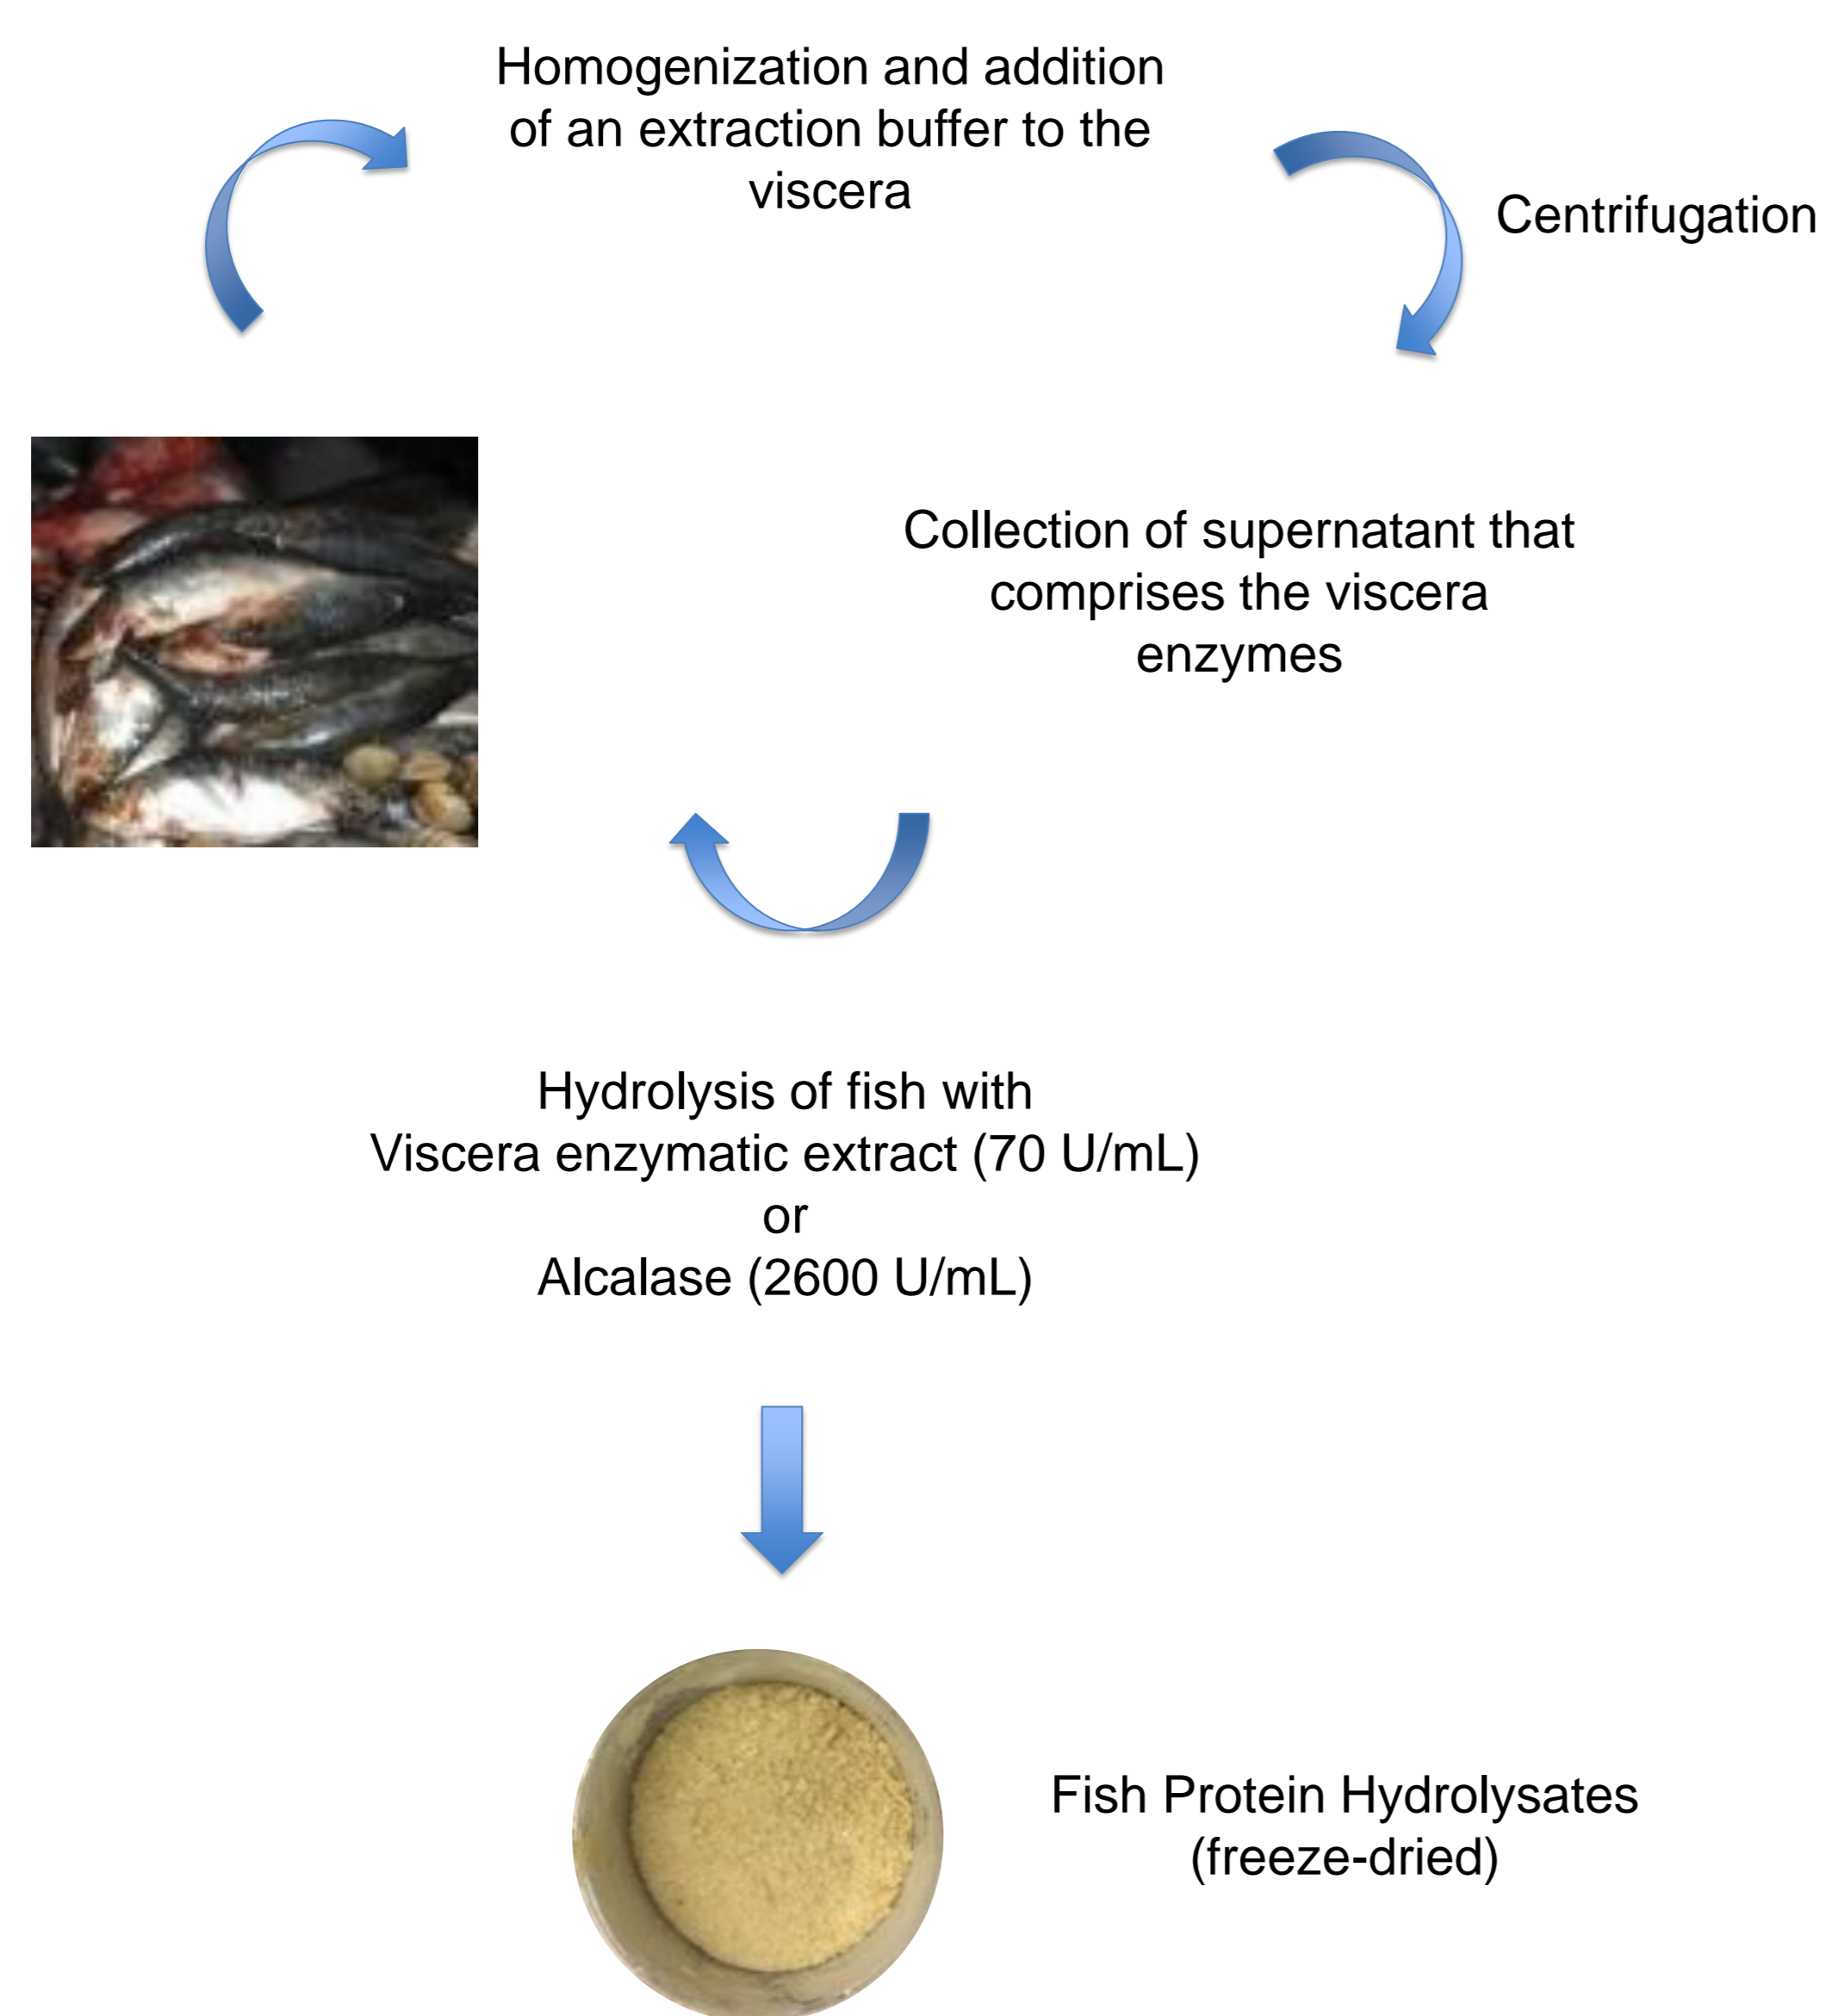 Homogenization and addition
of an extraction buffer to the
viscera
Centrifugation
Collection of supernatant that
comprises the viscera
enzymes
Hydrolysis of fish with
Viscera enzymatic extract (70 U/mL)
or
Alcalase (2600 U/mL)
Fish Protein Hydrolysates
(freeze-dried)